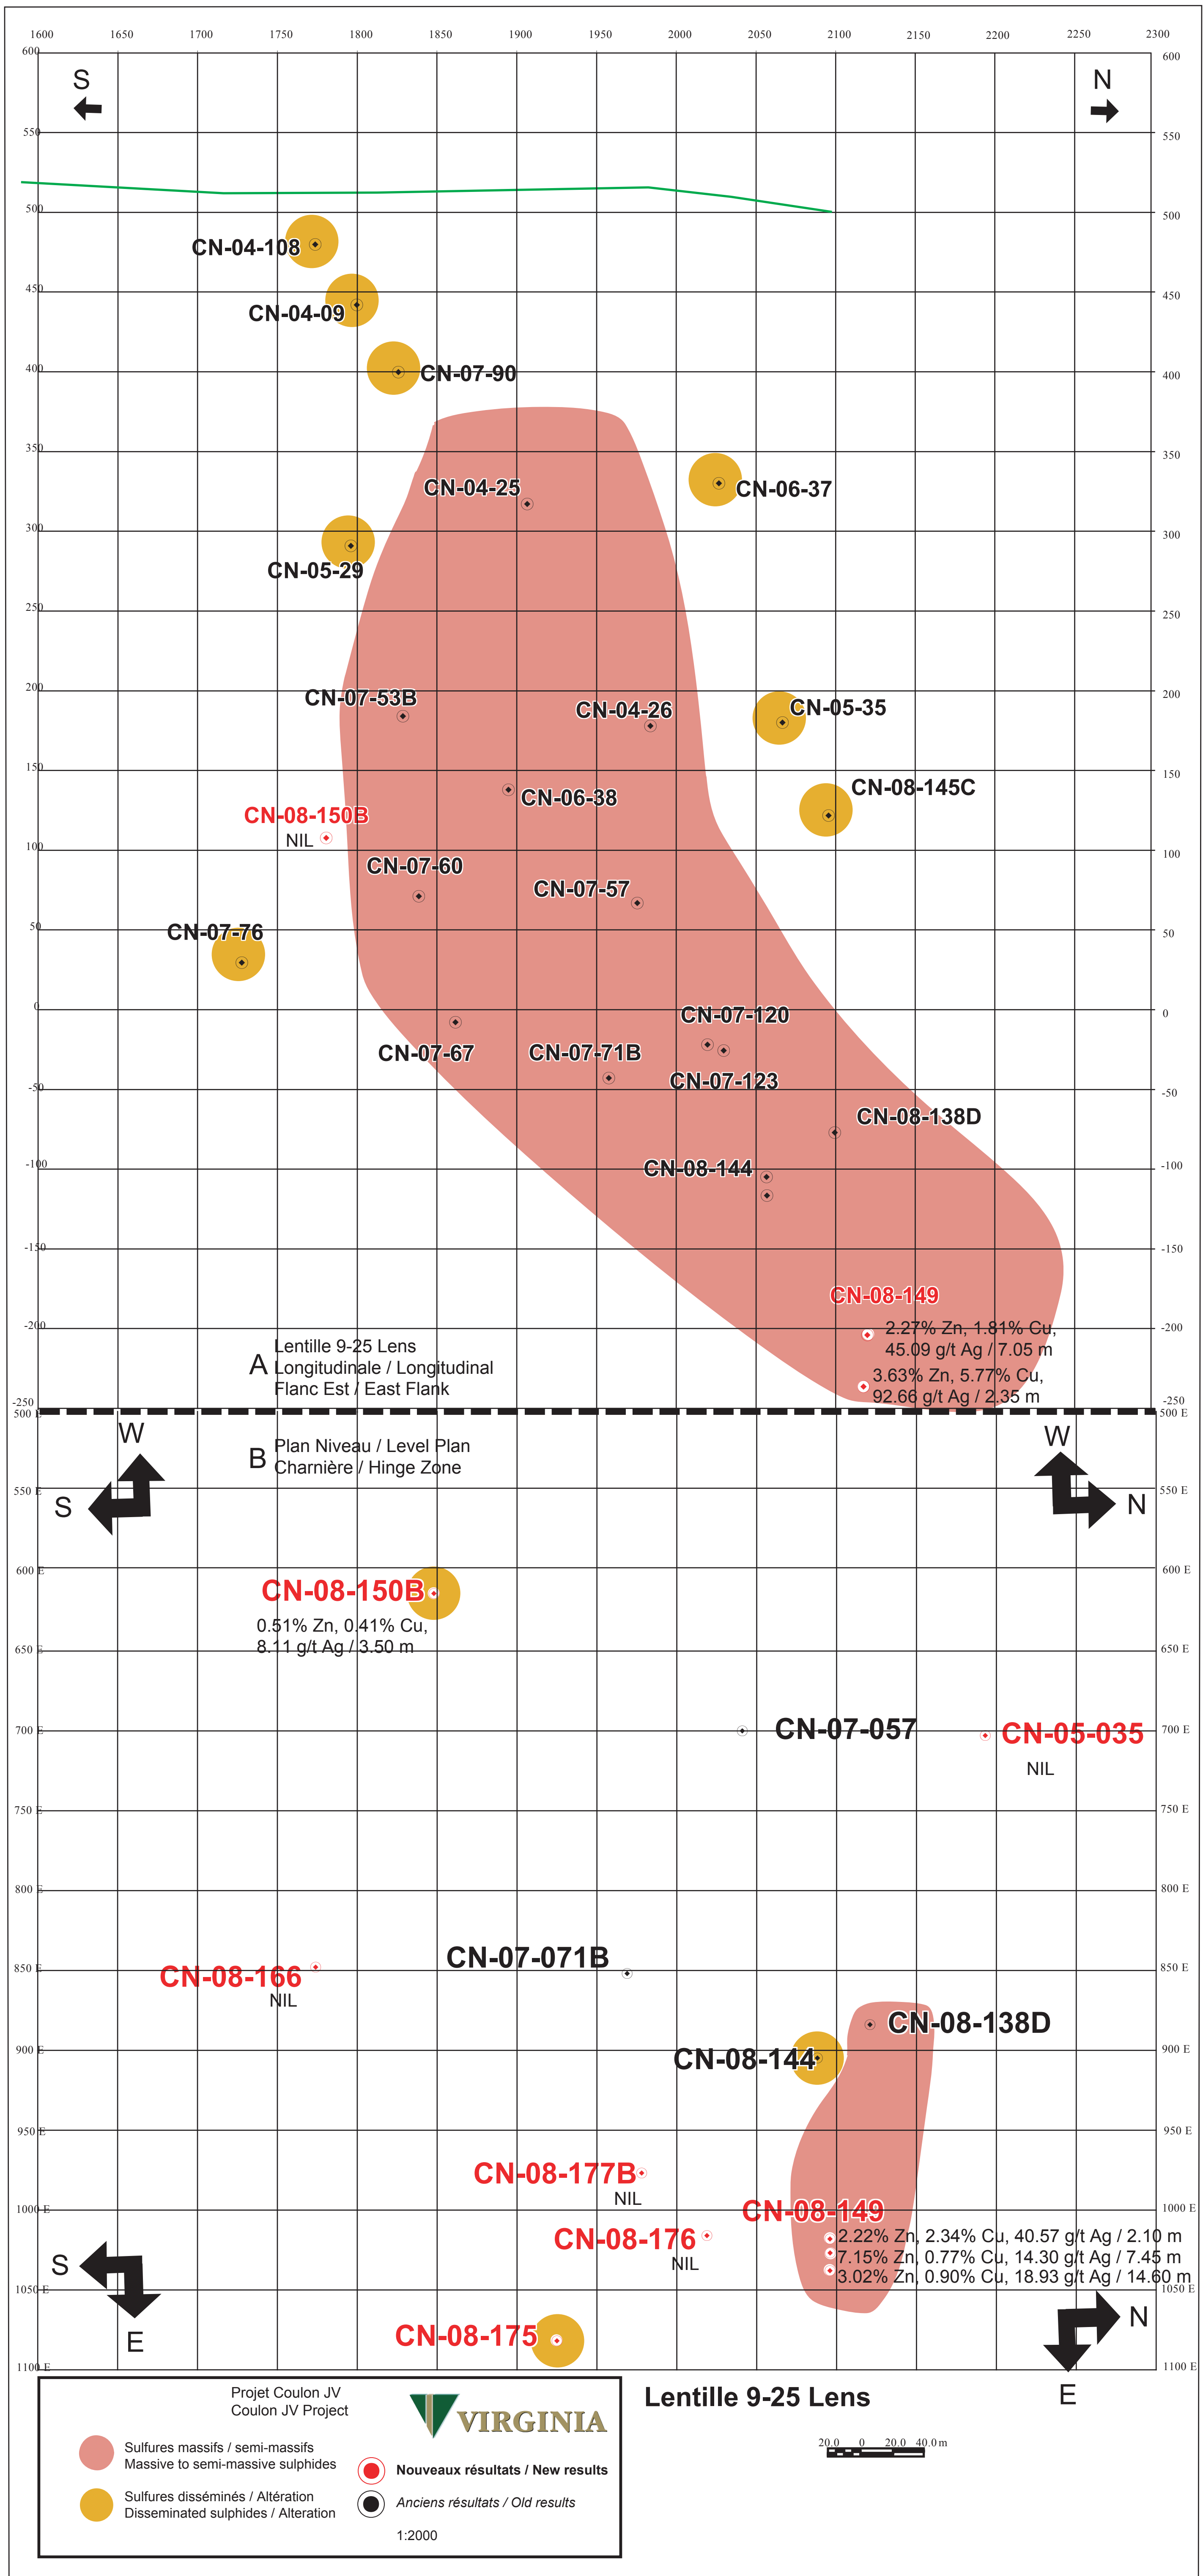 1600 1650 1700 1750 1800 1850 1900 1950 2000 2050 2100 2150 2200 2250 2300
600 600
S N
550 550
500 500
CN-04-108
450 450
CN-04-09
400 CN-07-90 400
350 350
CN-04-25 CN-06-37
300 300
CN-05-29
250 250
200 200
CN-07-53B CN-04-26 CN-05-35
150 150
CN-06-38 CN-08-145C
CN-08-150B
NIL
100 100
CN-07-60 CN-07-57
50 50
CN-07-76
0 0
CN-07-120
CN-07-67 CN-07-71B
CN-07-123
-50 -50
CN-08-138D
-100 CN-08-144 -100
-150 -150
CN-08-149
-200 -200
2.27% Zn, 1.81% Cu,
45.09 g/t Ag / 7.05 m
3.63% Zn, 5.77% Cu,
92.66 g/t Ag / 2.35 m
A
Lentille 9-25 Lens
Longitudinale / Longitudinal
Flanc Est / East Flank
-250 -250
500 E 500 E
W W
B
Plan Niveau / Level Plan
Charnière / Hinge Zone
S N
550 E 550 E
600 E 600 E
CN-08-150B
0.51% Zn, 0.41% Cu,
8.11 g/t Ag / 3.50 m
650 E 650 E
700 E CN-07-057 CN-05-035 700 E
NIL
750 E 750 E
800 E 800 E
CN-07-071B
850 E 850 E
CN-08-166
NIL
CN-08-138D
900 E CN-08-144 900 E
950 E 950 E
CN-08-177B
NIL
1000 E CN-08-149 1000 E
CN-08-176
NIL
2.22% Zn, 2.34% Cu, 40.57 g/t Ag / 2.10 m
7.15% Zn, 0.77% Cu, 14.30 g/t Ag / 7.45 m
3.02% Zn, 0.90% Cu, 18.93 g/t Ag / 14.60 m
S N
1050 E 1050 E
CN-08-175
E E
1100 E 1100 E
Projet Coulon JV
Coulon JV Project
VIRGINIA
Sulfures massifs / semi-massifs
Massive to semi-massive sulphides
Nouveaux résultats / New results
Sulfures disséminés / Altération
Disseminated sulphides / Alteration
Anciens résultats / Old results
1:2000
Lentille 9-25 Lens
20.0 0 20.0 40.0 m